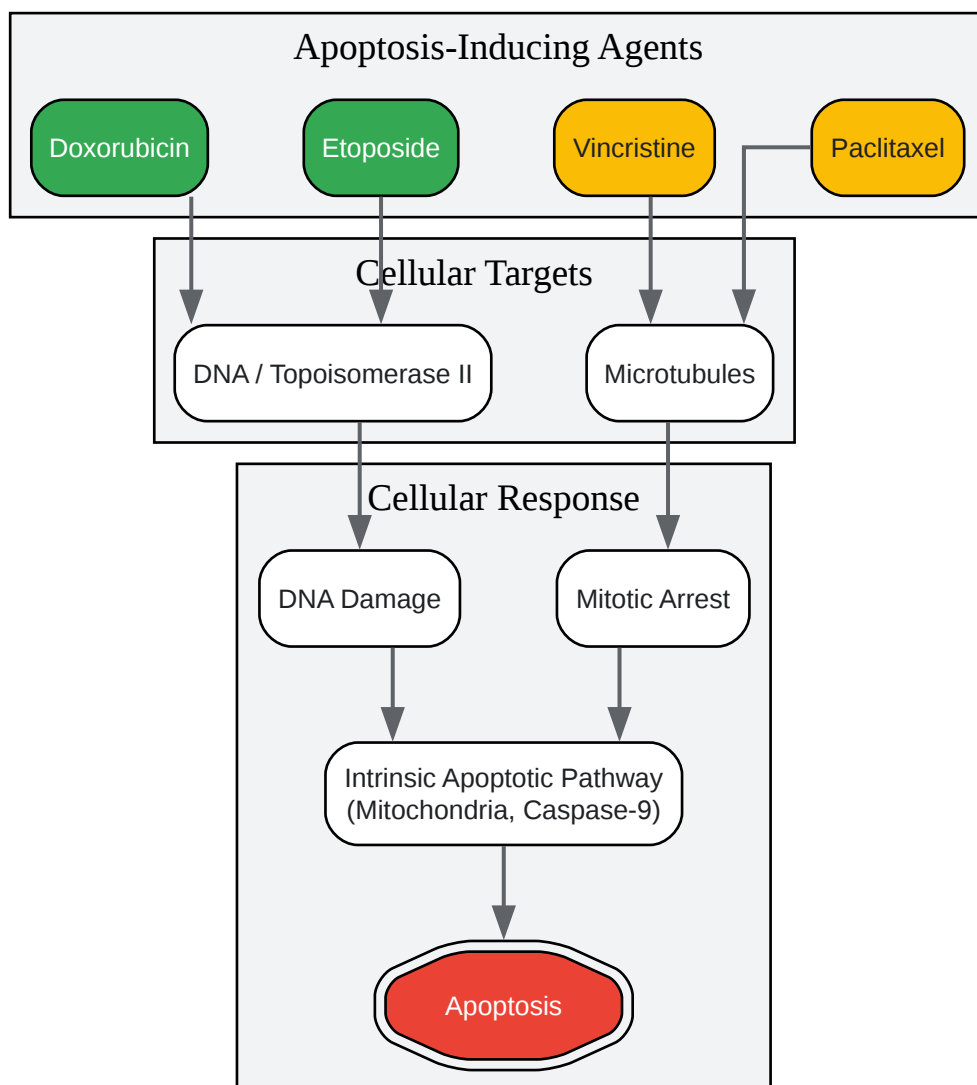 Apoptosis-Inducing Agents
Doxorubicin
Etoposide
Vincristine
Paclitaxel
Cellular Targets
DNA / Topoisomerase II
Microtubules
Cellular Response
DNA Damage
Mitotic Arrest
Intrinsic Apoptotic Pathway
(Mitochondria, Caspase-9)
Apoptosis